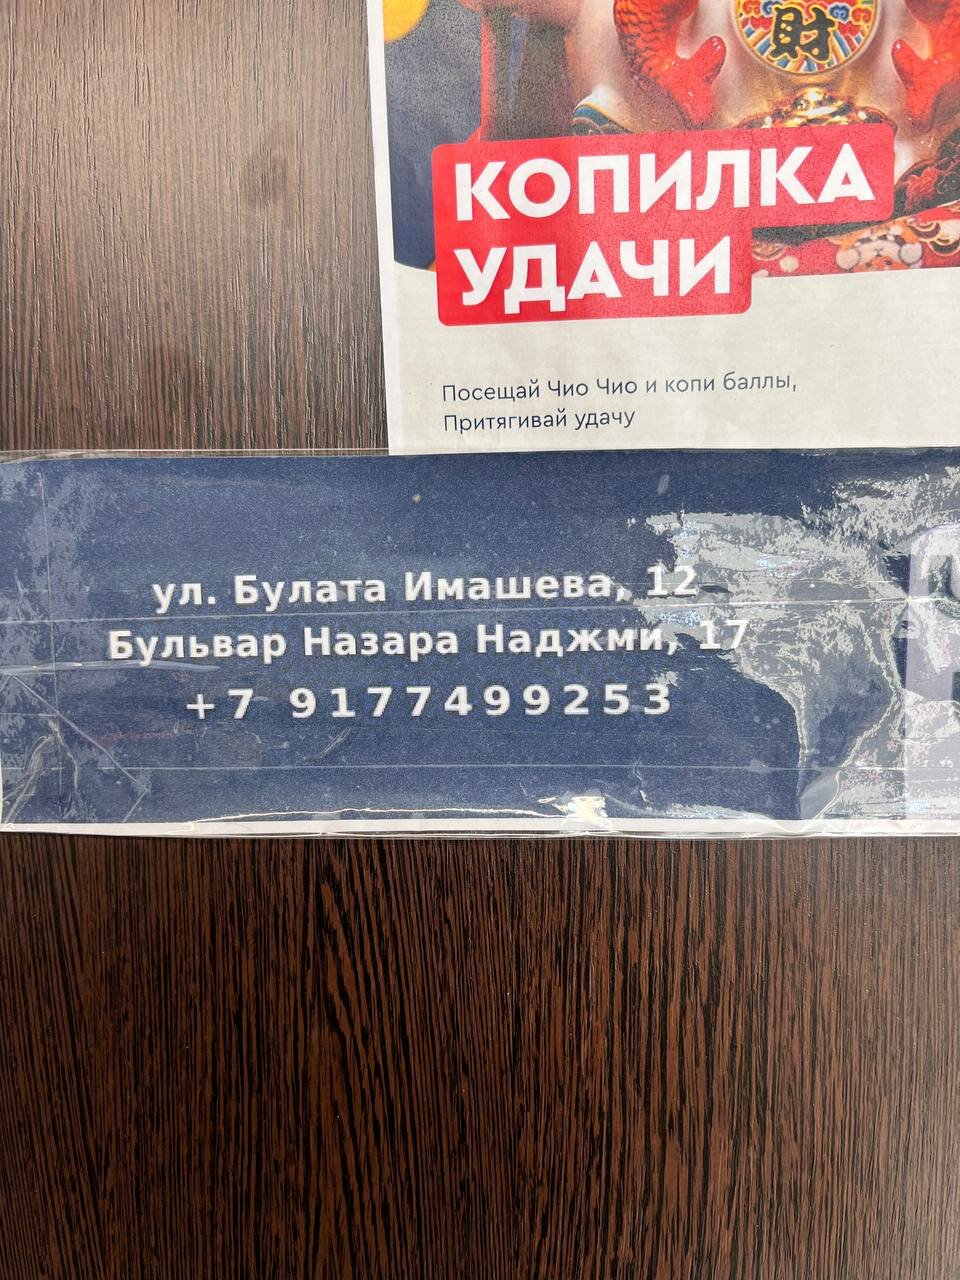 財
КОПИЛКА
УДАЧИ
Посещай Чио Чио и копи баллы,
Притягивай удачу
ул. Булата Имашева, 12
Бульвар Назара Наджми, 17
+7 9177499253